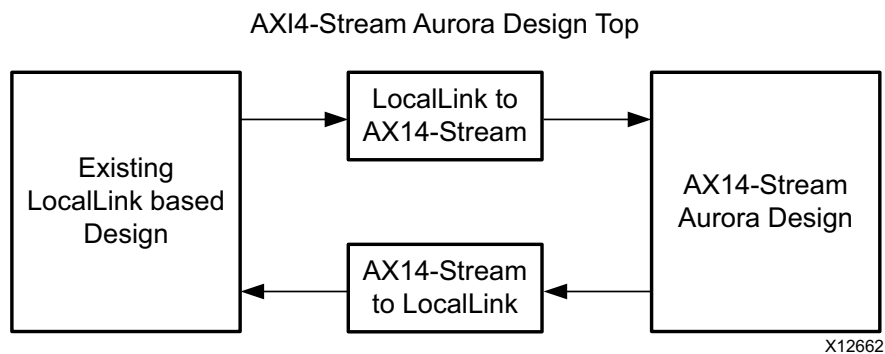 AXI4-Stream Aurora Design Top
LocalLink to
AX14-Stream
Existing
LocalLink based
Design
AX14-Stream
Aurora Design
AX14-Stream
to LocalLink
X12662